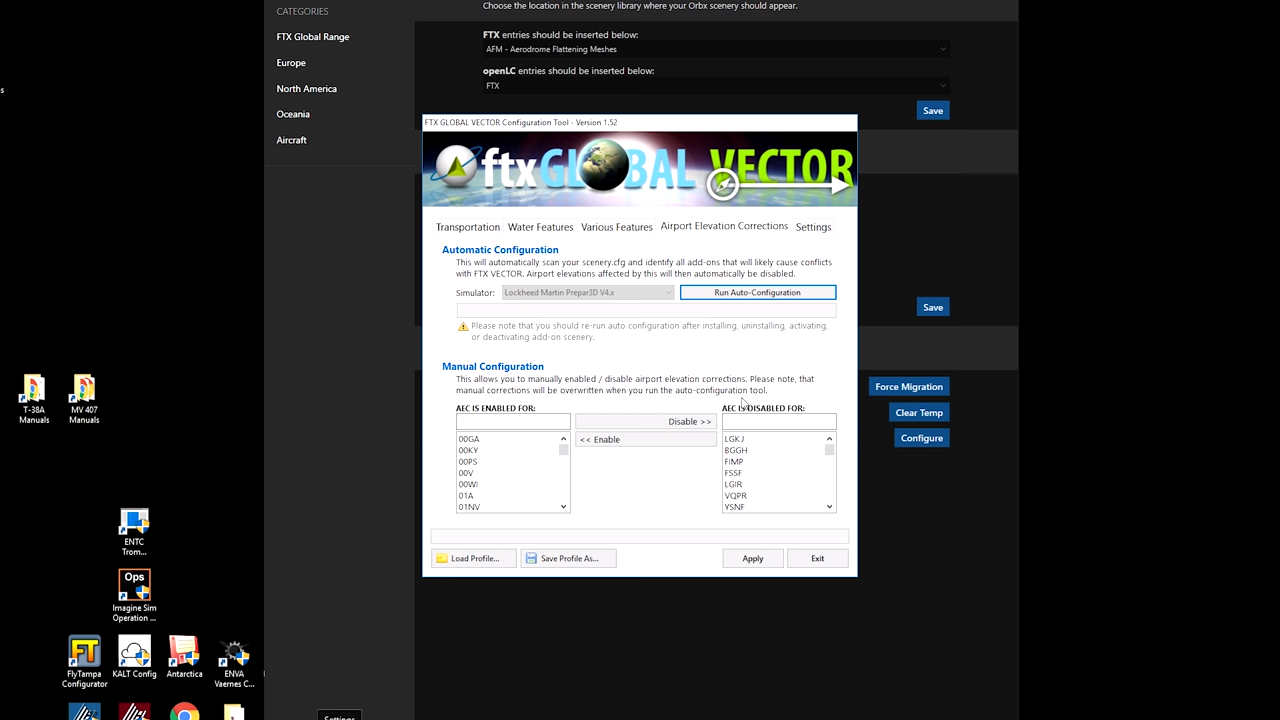 CATEGORIES
FTX Global Range
Europe
North America
Oceania
Aircraft
Choose the location in the scenery library where your Orbx scenery should appear.
FTX entries should be inserted below:
AFM - Aerodrome Flattening Meshes
openLC entries should be inserted below:
FTX
Save
FTX GLOBAL VECTOR Configuration Tool - Version 1.52
ftxGLOBAL VECTOR
Transportation Water Features Various Features Airport Elevation Corrections Settings
Automatic Configuration
This will automatically scan your scenery.cfg and identify all add-ons that will likely cause conflicts
with FTX VECTOR. Airport elevations affected by this will then automatically be disabled.
Simulator: Lockheed Martin Prepar3D V4.x Run Auto-Configuration
Please note that you should re-run auto configuration after installing, uninstalling, activating,
or deactivating add-on scenery.
Manual Configuration
This allows you to manually enabled / disable airport elevation corrections. Please note, that
manual corrections will be overwritten when you run the auto-configuration tool.
AEC IS ENABLED FOR:
Disable >>
<< Enable
00GA
00KY
00PS
00V
00WI
01A
01NV
AEC IS DISABLED FOR:
LGKJ
BGGH
FIMP
FSSF
LGIR
VQPR
YSNF
Load Profile... Save Profile As... Apply Exit
Save
Force Migration
Clear Temp
Configure
s
T-38A
Manuals
MV 407
Manuals
ENTC
Trom...
Ops
Imagine Sim
Operation ...
FT
FlyTampa
Configurator
KALT Config
Antarctica
ENVA
Vaernes C...
Settings